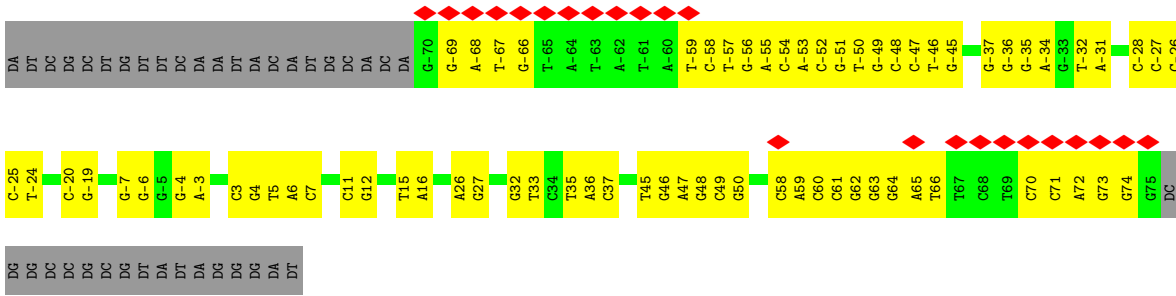 DA DT DC DG DC DT DG DT DT DC DA DA DT DA DC DA DT DG DC DA DC DA G-70 G-69 A-68 T-67 G-66 T-65 A-64 T-63 A-62 T-61 A-60 T-59 C-58 T-57 G-56 A-55 C-54 A-53 C-52 G-51 T-50 G-49 C-48 C-47 T-46 G-45 G-37 G-36 G-35 A-34 G-33 T-32 A-31 C-28 C-27 C-26
C-25 T-24 C-20 G-19 G-7 G-6 G-5 G-4 A-3 C3 G4 T5 A6 C7 C11 G12 T15 A16 A26 G27 G32 T33 C34 T35 A36 C37 T45 G46 A47 G48 C49 G50 C58 A59 C60 C61 G62 G63 G64 A65 T66 T67 C68 T69 C70 C71 A72 G73 G74 G75 DC
DG DG DC DC DG DC DG DT DA DT DA DG DG DG DA DT